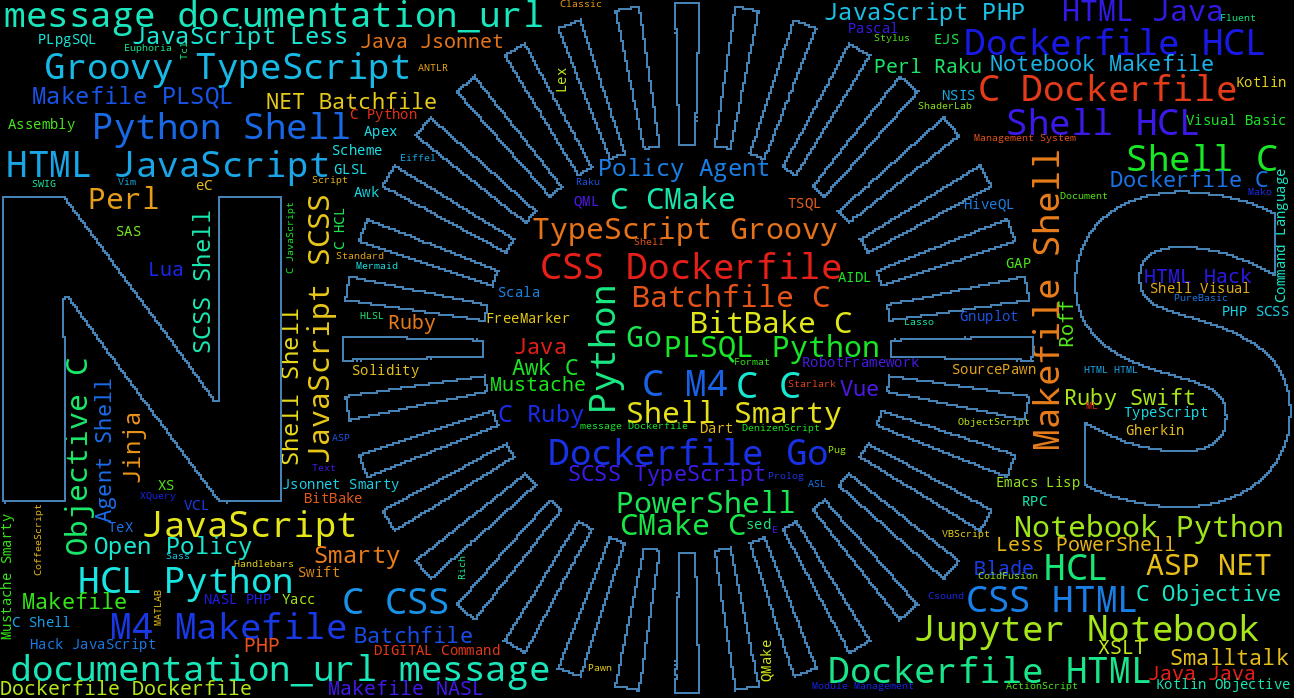 message documentation_url
Classic
JavaScript PHP
HTML Java
Fluent
PLpgSQL
JavaScript Less
Java Jsonnet
Pascal
Stylus
EJS
Dockerfile HCL
Euphoria
Tcl
Groovy TypeScript
ANTLR
Lex
Perl Raku
Notebook Makefile
Makefile PLSQL
NET Batchfile
NSIS
C Dockerfile
Kotlin
ShaderLab
Assembly
Python Shell
C Python
Apex
Shell HCL
Visual Basic
Management System
Scheme
Eiffel
HTML JavaScript
GLSL
Policy Agent
Shell C
SWIG
Vim
eC
Script
Awk
Raku
Dockerfile C
Mako
Perl
QML
C CMake
TSQL
HiveQL
Document
SAS
SCSS Shell
C JavaScript
JavaScript SCSS
C HCL
TypeScript Groovy
Shell
Makefile Shell
Command Language
Standard
Mermaid
Lua
CSS Dockerfile
AIDL
GAP
HTML Hack
Shell Visual
Scala
Batchfile C
PureBasic
HLSL
Ruby
FreeMarker
Python
BitBake C
Lasso
Gnuplot
Roff
PHP SCSS
Go
PLSQL Python
Java
Format
RobotFramework
Solidity
Awk C
SourcePawn
HTML HTML
Mustache
C M4
C C
Starlark
Vue
Ruby Swift
ML
Objective C
Agent Shell
Jinja
Shell Shell
C Ruby
Shell Smarty
TypeScript
message Dockerfile
Dart
DenizenScript
ObjectScript
Gherkin
ASP
Dockerfile Go
Pug
Text
SCSS TypeScript
Prolog
ASL
XS
XQuery
VCL
Jsonnet Smarty
BitBake
Emacs Lisp
PowerShell
RPC
TeX
JavaScript
CMake C
sed
E
Notebook Python
VBScript
Mustache Smarty
CoffeeScript
Open Policy
Sass
Smarty
Less PowerShell
Handlebars
Swift
Rich
Blade
ColdFusion
HCL
ASP NET
HCL Python
Makefile
MATLAB
NASL PHP
Yacc
C CSS
Csound
CSS HTML
C Objective
C Shell
M4 Makefile
Batchfile
Jupyter Notebook
Hack JavaScript
PHP
DIGITAL Command
QMake
XSLT
Smalltalk
documentation_url message
Pawn
Dockerfile HTML
Java Java
Dockerfile Dockerfile
Makefile NASL
Module Management
ActionScript
Kotlin Objective